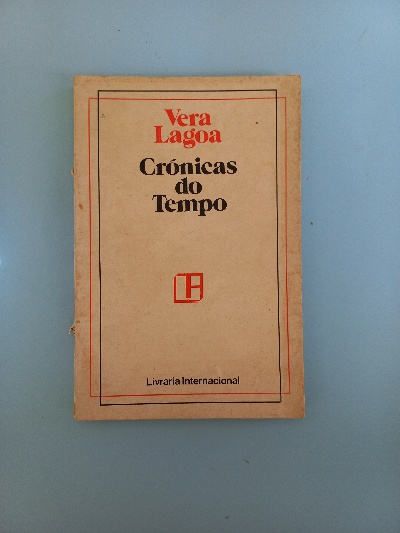 Vera
Lagoa
Crónicas
do
Tempo
Livraria Internacional